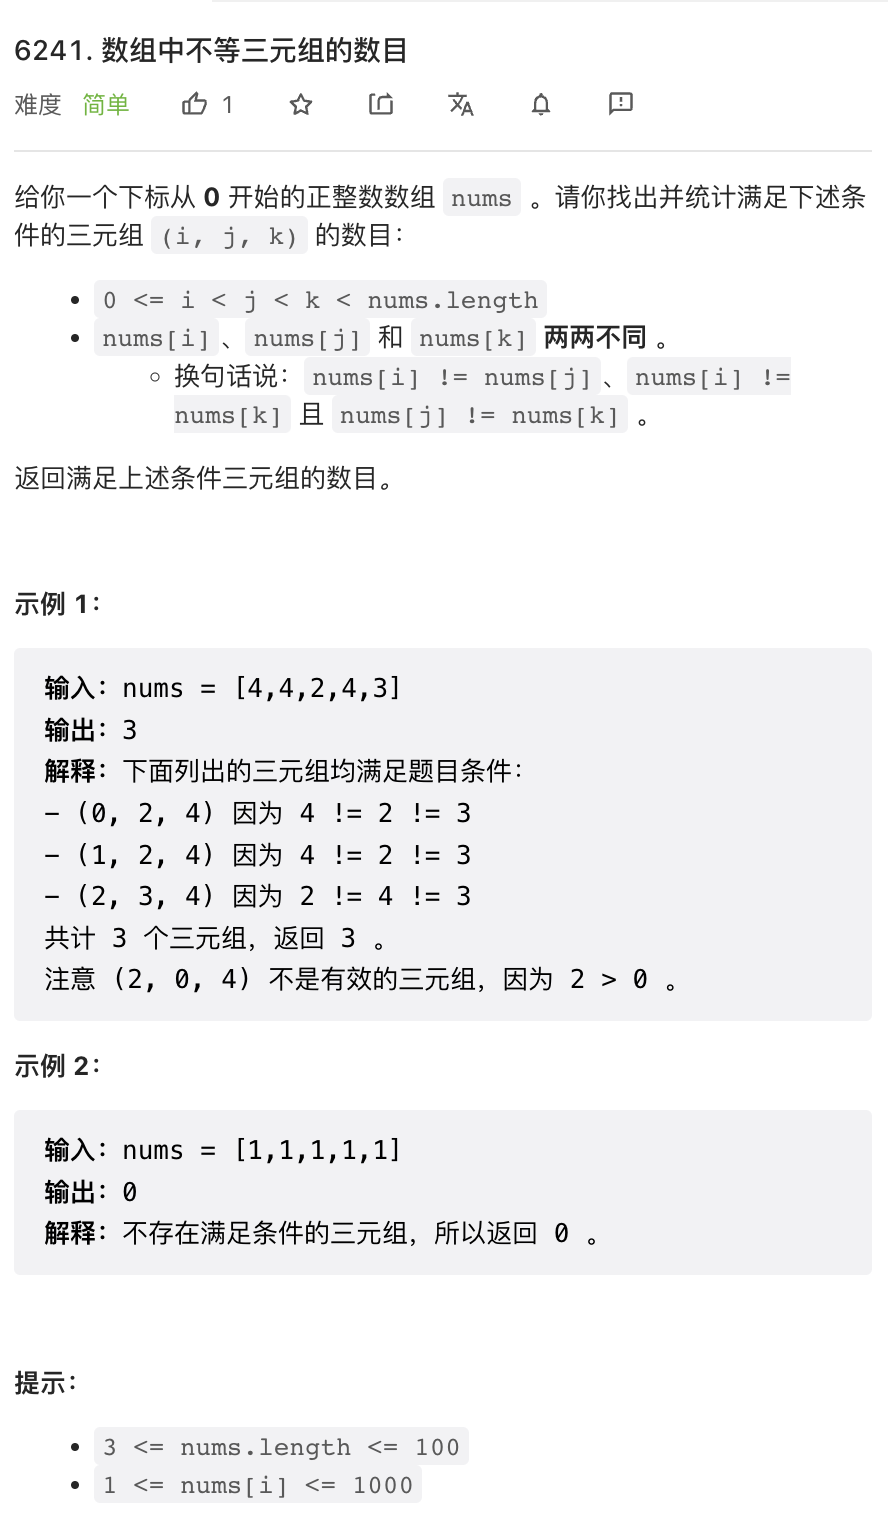 6241. 数组中不等三元组的数目
难度 简单 1
给你一个下标从 0 开始的正整数数组 nums 。请你找出并统计满足下述条
件的三元组 (i, j, k) 的数目：
• 0 <= i < j < k < nums.length
• nums[i] 、 nums[j] 和 nums[k] 两两不同 。
◦ 换句话说： nums[i] != nums[j] 、 nums[i] !=
nums[k] 且 nums[j] != nums[k] 。
返回满足上述条件三元组的数目。
示例 1：
输入：nums = [4,4,2,4,3]
输出：3
解释：下面列出的三元组均满足题目条件：
- (0, 2, 4) 因为 4 != 2 != 3
- (1, 2, 4) 因为 4 != 2 != 3
- (2, 3, 4) 因为 2 != 4 != 3
共计 3 个三元组，返回 3 。
注意 (2, 0, 4) 不是有效的三元组，因为 2 > 0 。
示例 2：
输入：nums = [1,1,1,1,1]
输出：0
解释：不存在满足条件的三元组，所以返回 0 。
提示：
• 3 <= nums.length <= 100
• 1 <= nums[i] <= 1000